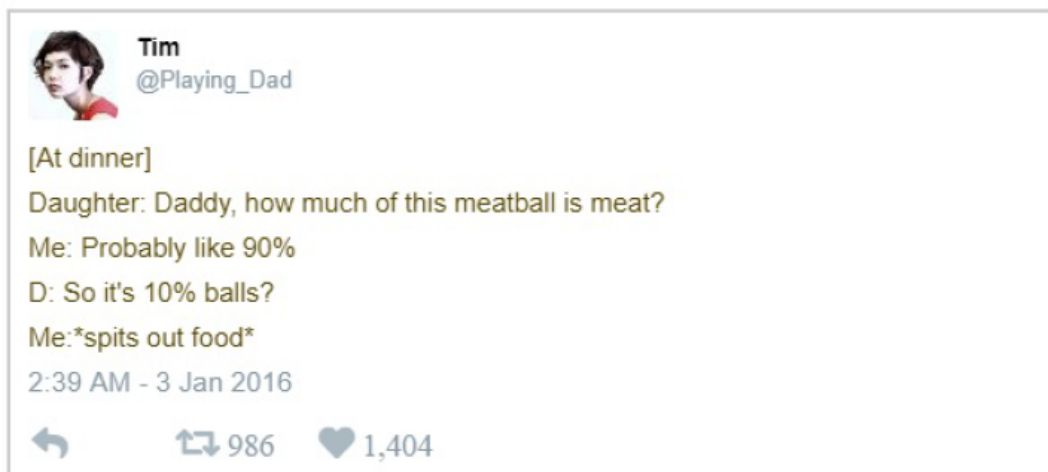 Tim
@Playing_Dad
[At dinner]
Daughter: Daddy, how much of this meatball is meat?
Me: Probably like 90%
D: So it's 10% balls?
Me:*spits out food*
2:39 AM - 3 Jan 2016
986 1,404